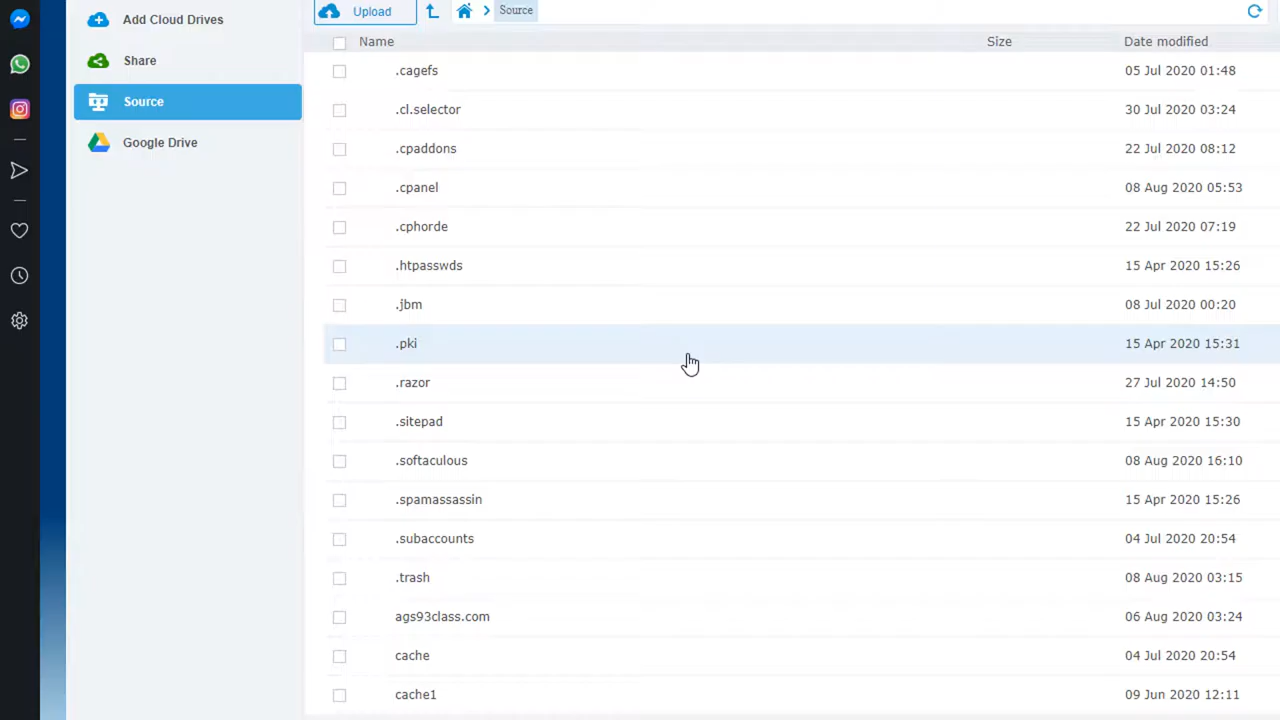 Add Cloud Drives
Share
Source
Google Drive
Upload Source
Name Size Date modified
.cagefs 05 Jul 2020 01:48
.cl.selector 30 Jul 2020 03:24
.cpaddons 22 Jul 2020 08:12
.cpanel 08 Aug 2020 05:53
.cphorde 22 Jul 2020 07:19
.htpasswds 15 Apr 2020 15:26
.jbm 08 Jul 2020 00:20
.pki 15 Apr 2020 15:31
.razor 27 Jul 2020 14:50
.sitepad 15 Apr 2020 15:30
.softaculous 08 Aug 2020 16:10
.spamassassin 15 Apr 2020 15:26
.subaccounts 04 Jul 2020 20:54
.trash 08 Aug 2020 03:15
ags93class.com 06 Aug 2020 03:24
cache 04 Jul 2020 20:54
cache1 09 Jun 2020 12:11